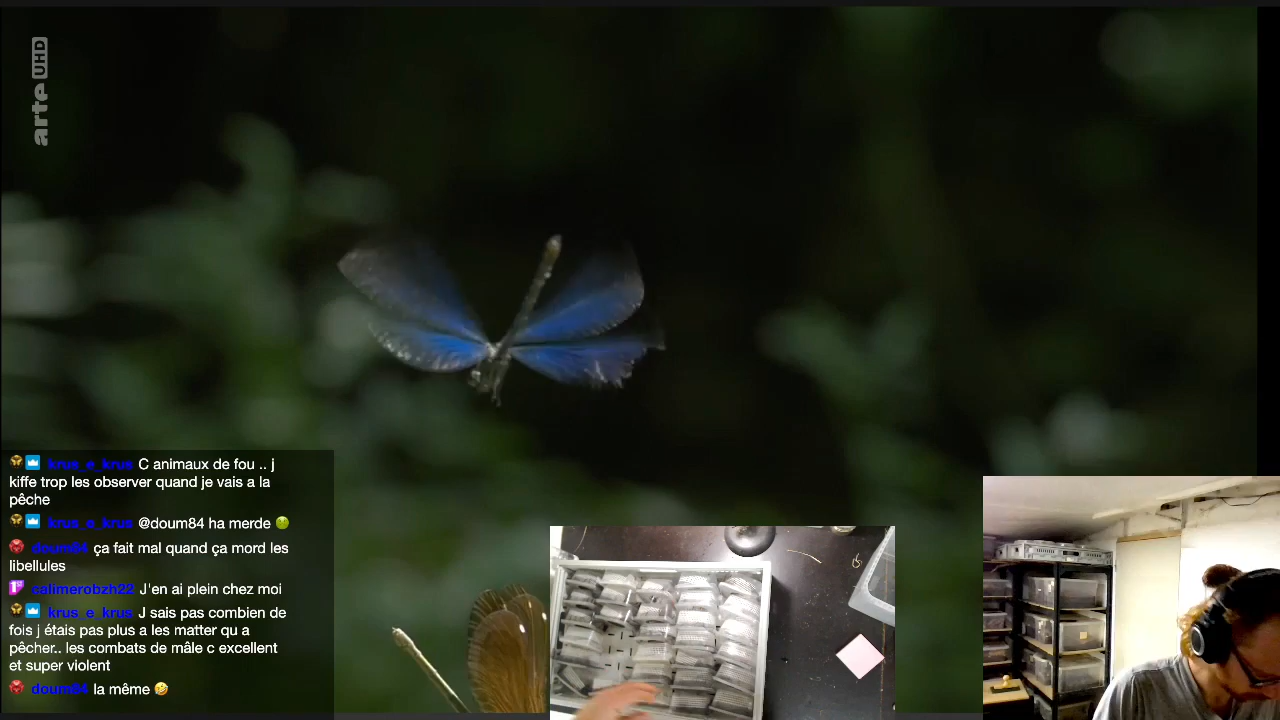 arte UHD
krus_e_krus C animaux de fou .. j
kiffe trop les observer quand je vais a la
pêche
krus_e_krus @doum84 ha merde 🤢
doum84 ça fait mal quand ça mord les
libellules
calimerobzh22 J'en ai plein chez moi
krus_e_krus J sais pas combien de
fois j étais pas plus a les matter qu a
pêcher.. les combats de mâle c excellent
et super violent
doum84 la même 🤣